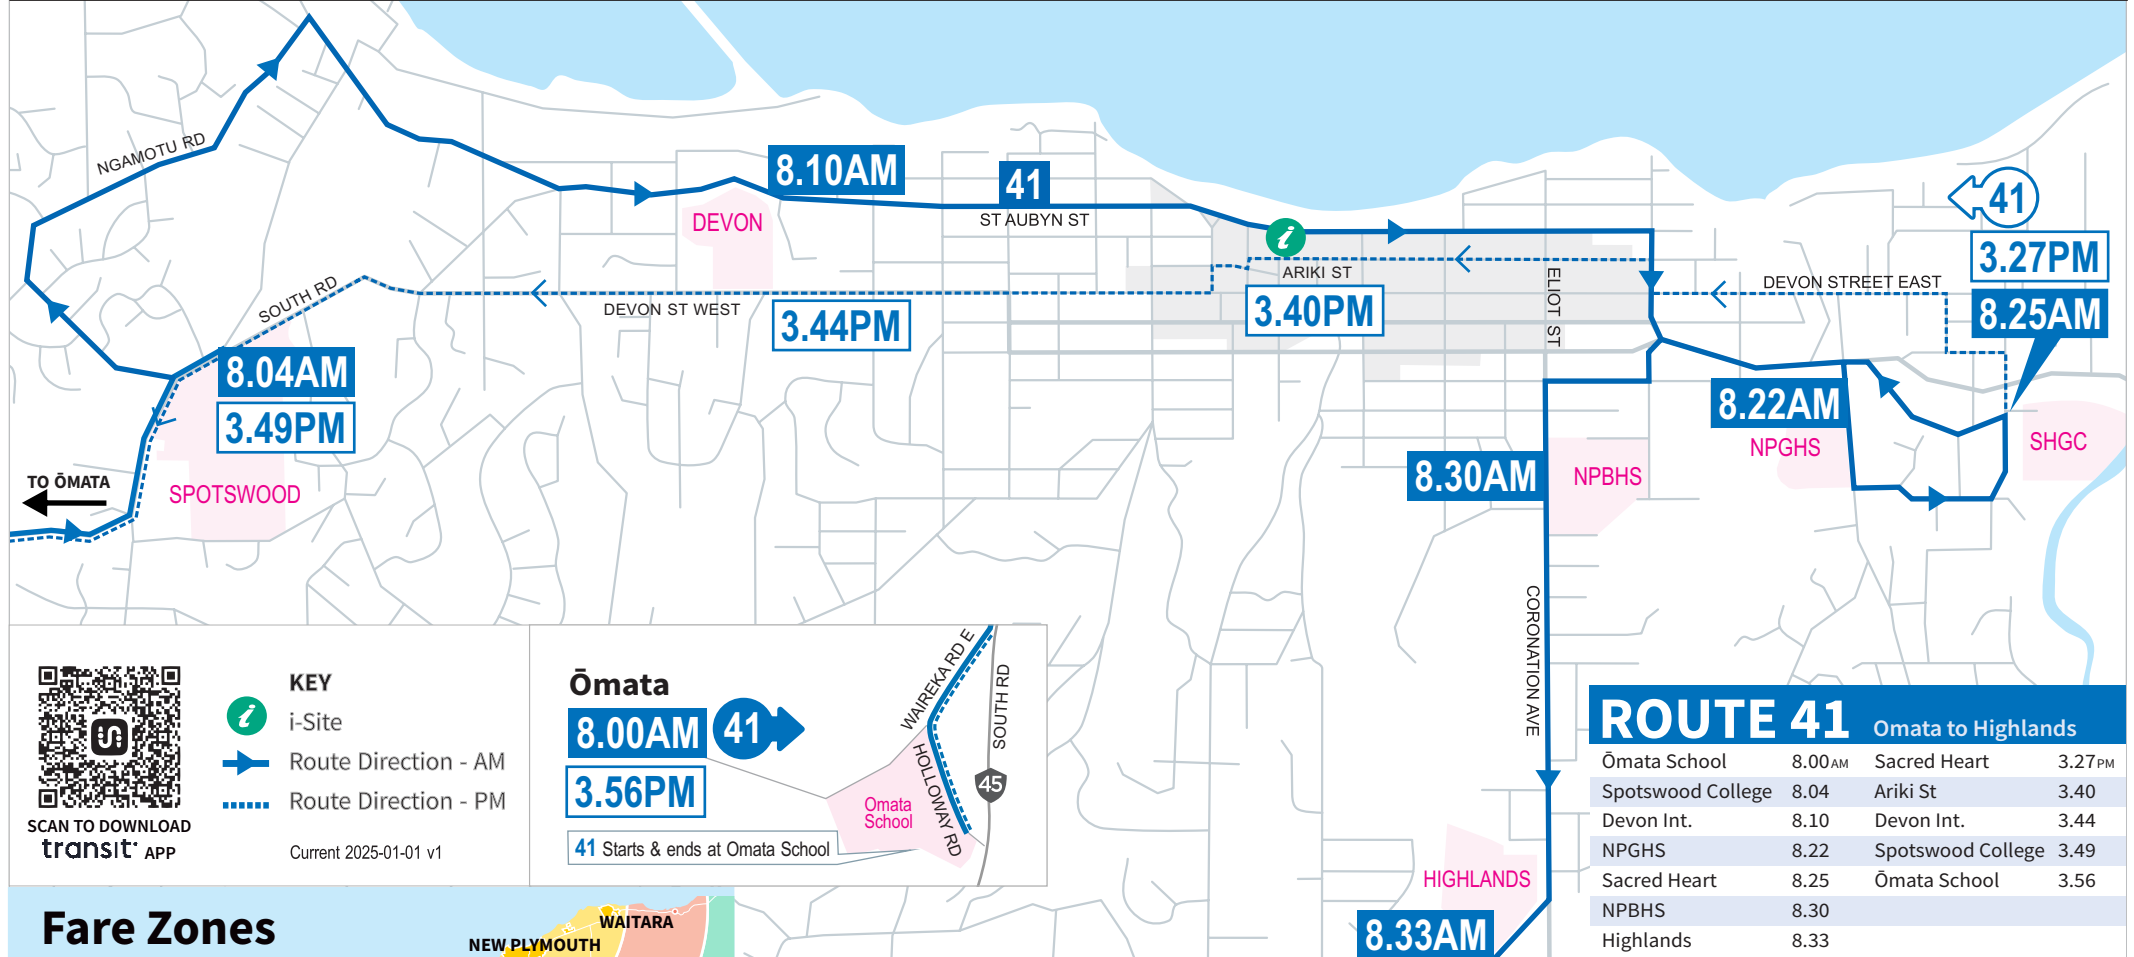 NGAMOTU RD
8.10AM
41
ST AUBYN ST
DEVON
41
3.27PM
8.25AM
DEVON STREET EAST
ARIKI ST
3.40PM
ELIOT ST
SOUTH RD
DEVON ST WEST
3.44PM
8.04AM
3.49PM
8.22AM
NPGHS
SHGC
TO ŌMATA
SPOTSWOOD
8.30AM
NPBHS
CORONATION AVE
HIGHLANDS
8.33AM
SCAN TO DOWNLOAD
transit APP
KEY
i
i-Site
Route Direction - AM
Route Direction - PM
Current 2025-01-01 v1
Ōmata
8.00AM
41
3.56PM
41 Starts & ends at Omata School
WAIREKA RD E
SOUTH RD
HOLLOWAY RD
45
Omata
School
ROUTE 41 Omata to Highlands
Ōmata School 8.00AM Sacred Heart 3.27PM
Spotswood College 8.04 Ariki St 3.40
Devon Int. 8.10 Devon Int. 3.44
NPGHS 8.22 Spotswood College 3.49
Sacred Heart 8.25 Ōmata School 3.56
NPBHS 8.30
Highlands 8.33
Fare Zones
WAITARA
NEW PLYMOUTH